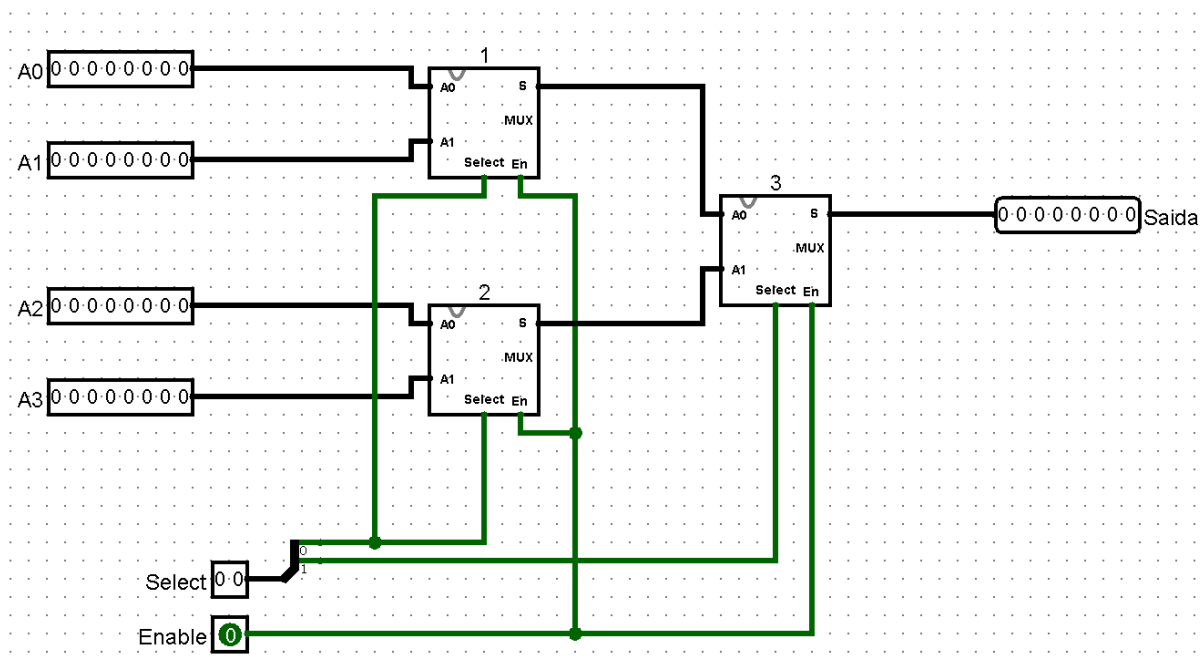 1
A0 0 0 0 0 0 0 0 0
A0 S
MUX
A1 0 0 0 0 0 0 0 0
A1
Select En
3
A0 S
0 0 0 0 0 0 0 0 Saida
MUX
A1
Select En
2
A2 0 0 0 0 0 0 0 0
A0 S
MUX
A3 0 0 0 0 0 0 0 0
A1
Select En
0
1
Select 0 0
Enable 0